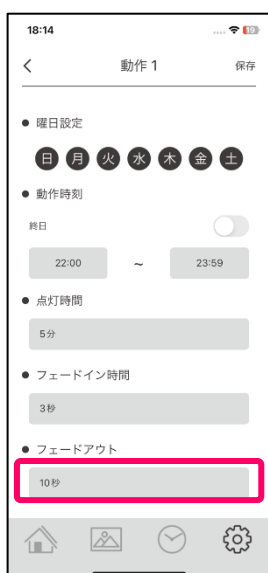 18:14
19
動作 1
保存
● 曜日設定
日 月 火 水 木 金 土
● 動作時刻
終日
22:00 ~ 23:59
● 点灯時間
5分
● フェードイン時間
3秒
● フェードアウト
10秒